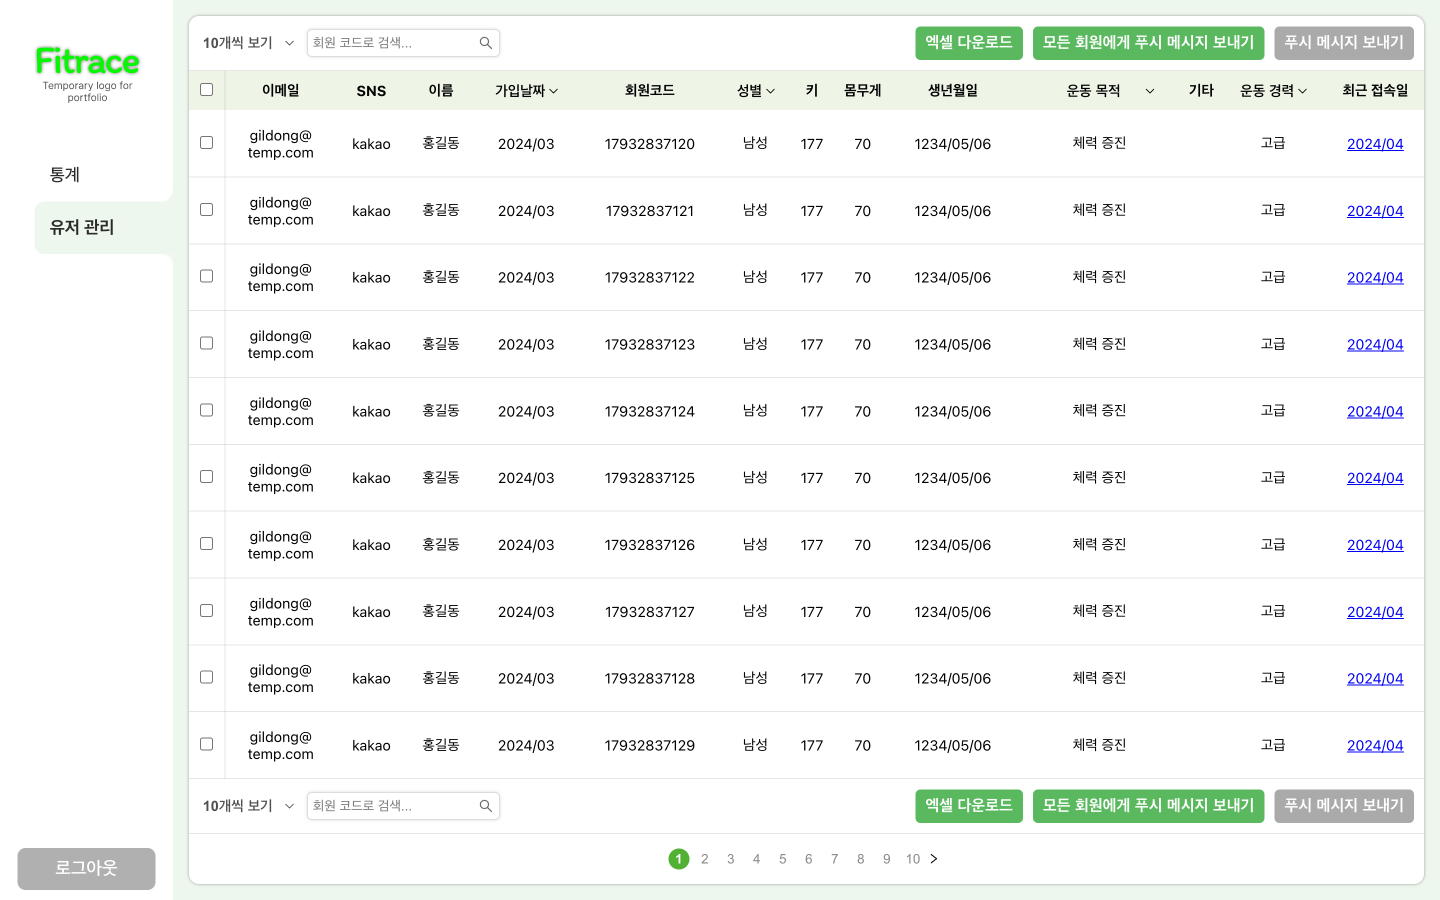 Fitrace
Temporary logo for
portfolio
통계
유저 관리
로그아웃
10개씩 보기 회원 코드로 검색... 엑셀 다운로드 모든 회원에게 푸시 메시지 보내기 푸시 메시지 보내기
이메일 SNS 이름 가입날짜 회원코드 성별 키 몸무게 생년월일 운동 목적 기타 운동 경력 최근 접속일
gildong@
temp.com kakao 홍길동 2024/03 17932837120 남성 177 70 1234/05/06 체력 증진 고급 2024/04
gildong@
temp.com kakao 홍길동 2024/03 17932837121 남성 177 70 1234/05/06 체력 증진 고급 2024/04
gildong@
temp.com kakao 홍길동 2024/03 17932837122 남성 177 70 1234/05/06 체력 증진 고급 2024/04
gildong@
temp.com kakao 홍길동 2024/03 17932837123 남성 177 70 1234/05/06 체력 증진 고급 2024/04
gildong@
temp.com kakao 홍길동 2024/03 17932837124 남성 177 70 1234/05/06 체력 증진 고급 2024/04
gildong@
temp.com kakao 홍길동 2024/03 17932837125 남성 177 70 1234/05/06 체력 증진 고급 2024/04
gildong@
temp.com kakao 홍길동 2024/03 17932837126 남성 177 70 1234/05/06 체력 증진 고급 2024/04
gildong@
temp.com kakao 홍길동 2024/03 17932837127 남성 177 70 1234/05/06 체력 증진 고급 2024/04
gildong@
temp.com kakao 홍길동 2024/03 17932837128 남성 177 70 1234/05/06 체력 증진 고급 2024/04
gildong@
temp.com kakao 홍길동 2024/03 17932837129 남성 177 70 1234/05/06 체력 증진 고급 2024/04
10개씩 보기 회원 코드로 검색... 엑셀 다운로드 모든 회원에게 푸시 메시지 보내기 푸시 메시지 보내기
1 2 3 4 5 6 7 8 9 10